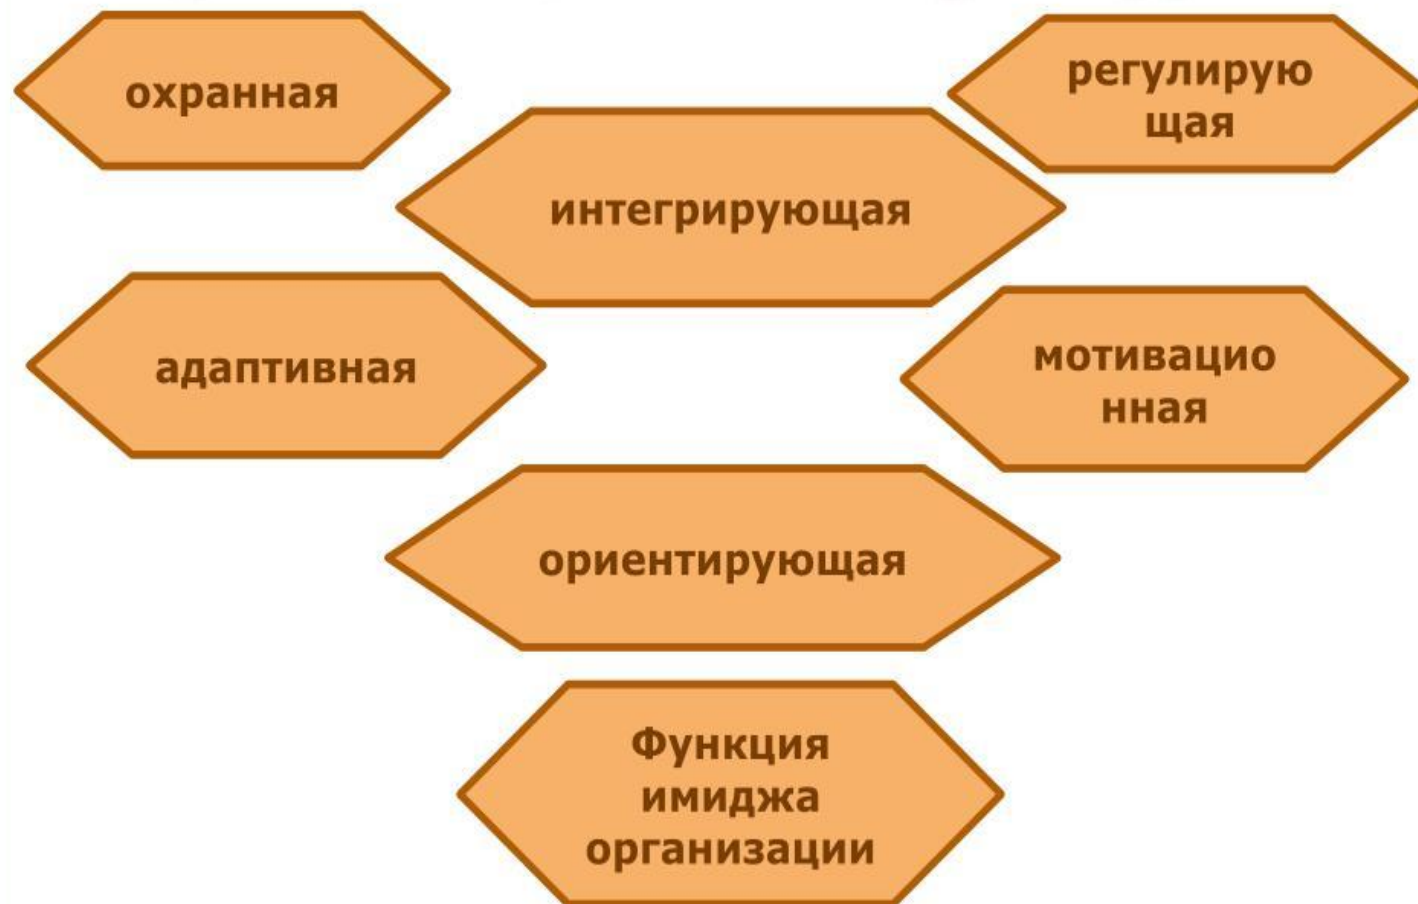 охранная
регулирую
щая
интегрирующая
адаптивная
мотивацио
нная
ориентирующая
Функция
имиджа
организации